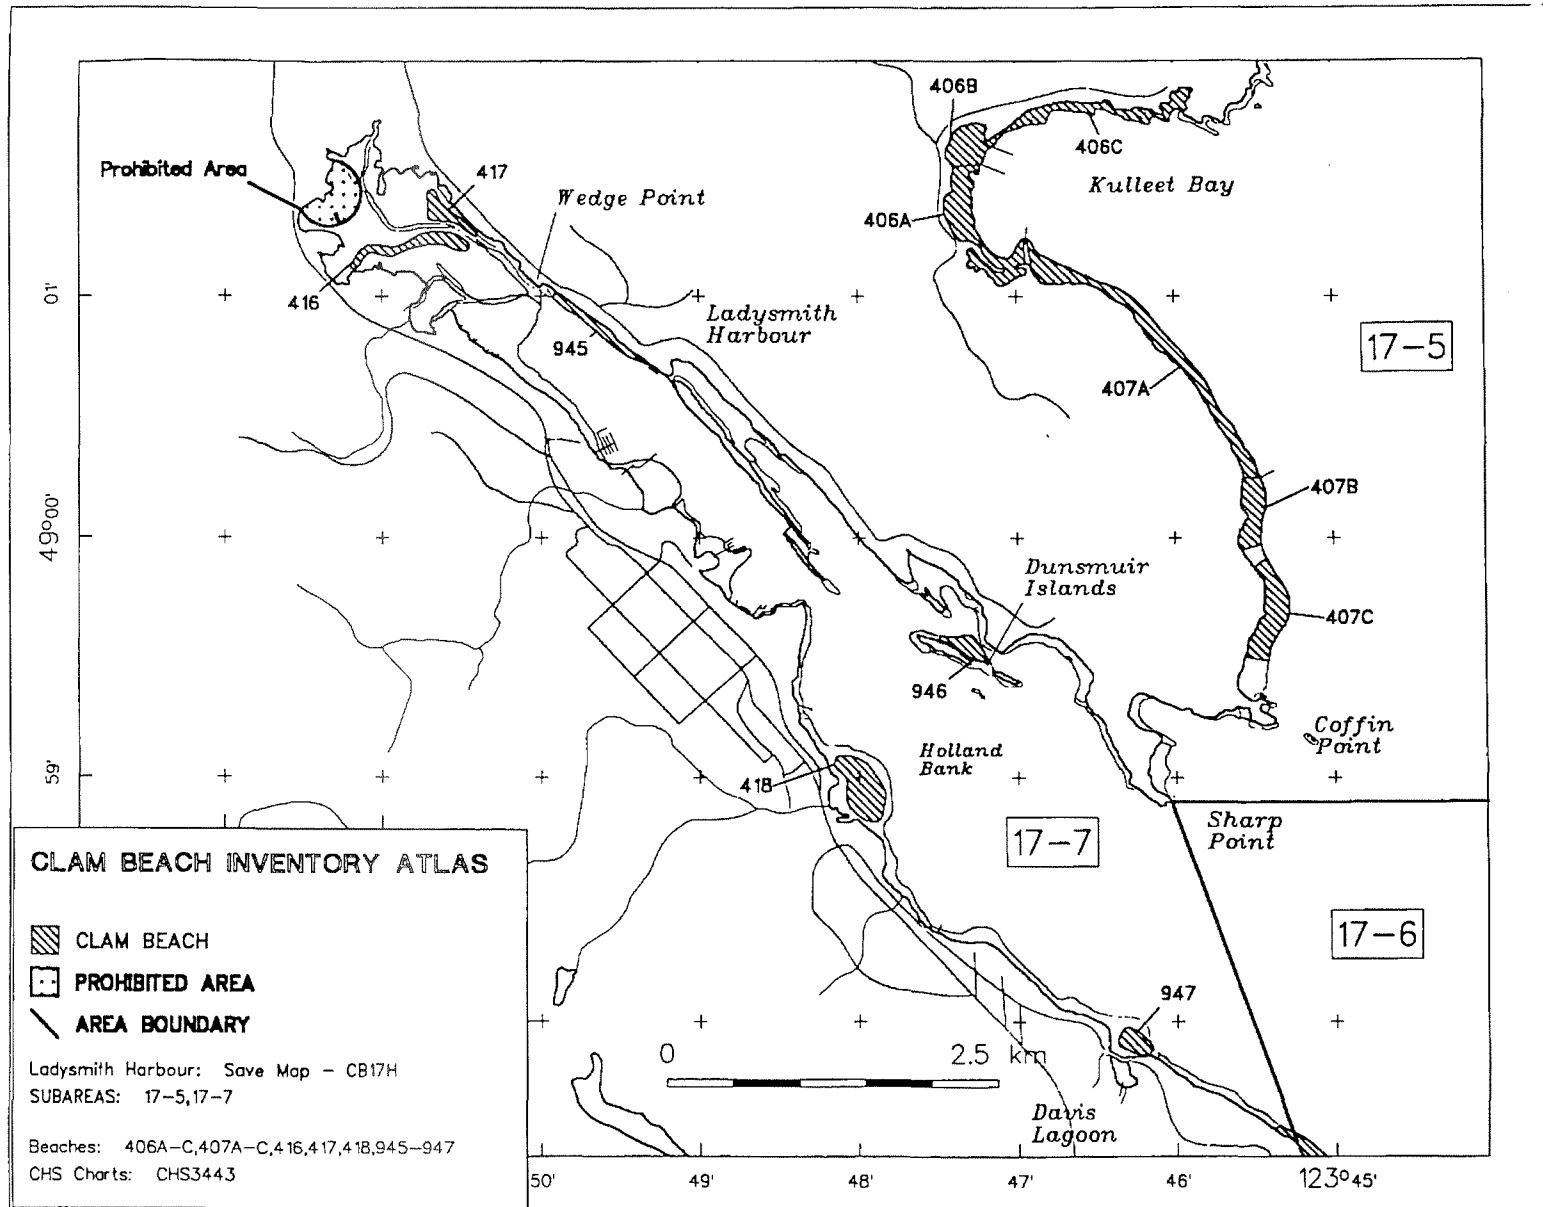 406B
406C
Kulleet Bay
417
Prohibited Area
Wedge Point
406A
416
01'
Ladysmith
Harbour
945
17-5
407A
407B
49°00'
Dunsmuir
Islands
407C
946
Coffin
Point
Holland
Bank
59'
418
Sharp
Point
17-7
17-6
CLAM BEACH INVENTORY ATLAS
CLAM BEACH
PROHIBITED AREA
AREA BOUNDARY
Ladysmith Harbour: Save Map - CB17H
SUBAREAS: 17-5,17-7
Beaches: 406A-C,407A-C,416,417,418,945-947
CHS Charts: CHS3443
947
0 2.5 km
Davis
Lagoon
50' 49' 48' 47' 46' 123°45'